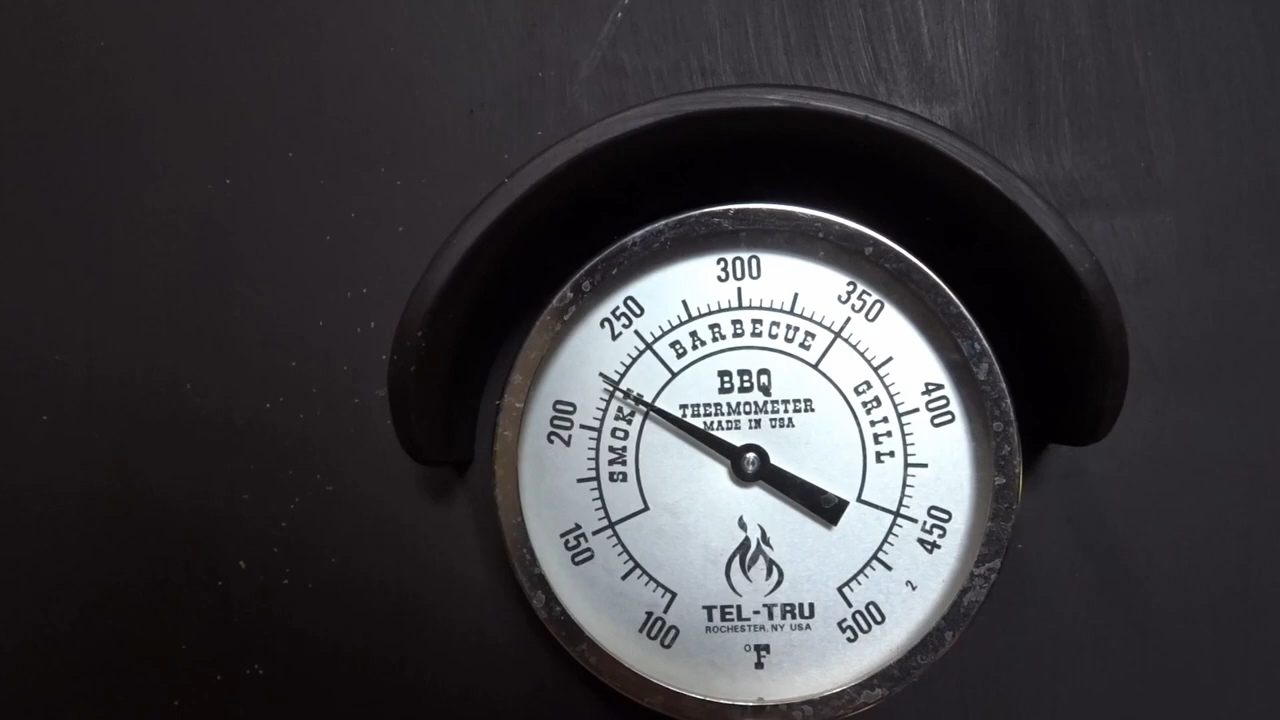 300
250
350
BARBECUE
200
400
SMOKE
GRILL
BBQ
THERMOMETER
MADE IN USA
150
450
100
500
2
TEL-TRU
ROCHESTER, NY USA
°F